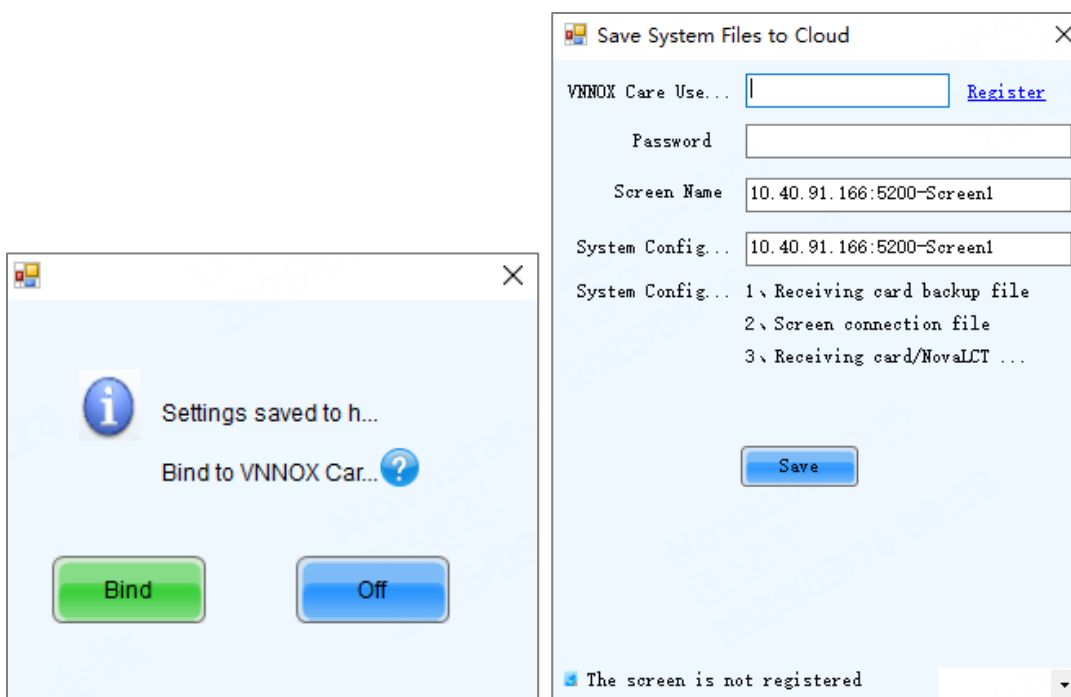 Settings saved to h...
Bind to VNNOX Car...
Bind
Off
Save System Files to Cloud
VNNOX Care Use...
Register
Password
Screen Name
10.40.91.166:5200-Screen1
System Config...
10.40.91.166:5200-Screen1
System Config...
1、Receiving card backup file
2、Screen connection file
3、Receiving card/NovaLCT ...
Save
The screen is not registered